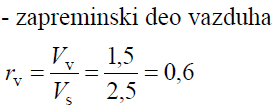 - zapreminski deo vazduha
r_v = V_v / V_s = 1,5 / 2,5 = 0,6